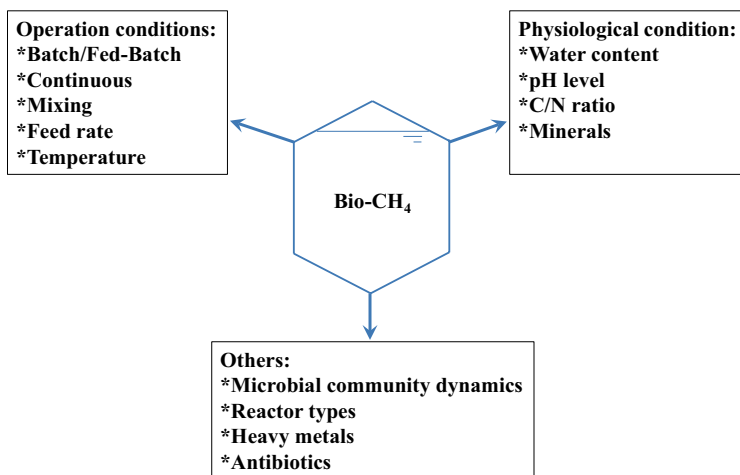 Operation conditions:
*Batch/Fed-Batch
*Continuous
*Mixing
*Feed rate
*Temperature
Physiological condition:
*Water content
*pH level
*C/N ratio
*Minerals
Bio-CH₄
Others:
*Microbial community dynamics
*Reactor types
*Heavy metals
*Antibiotics